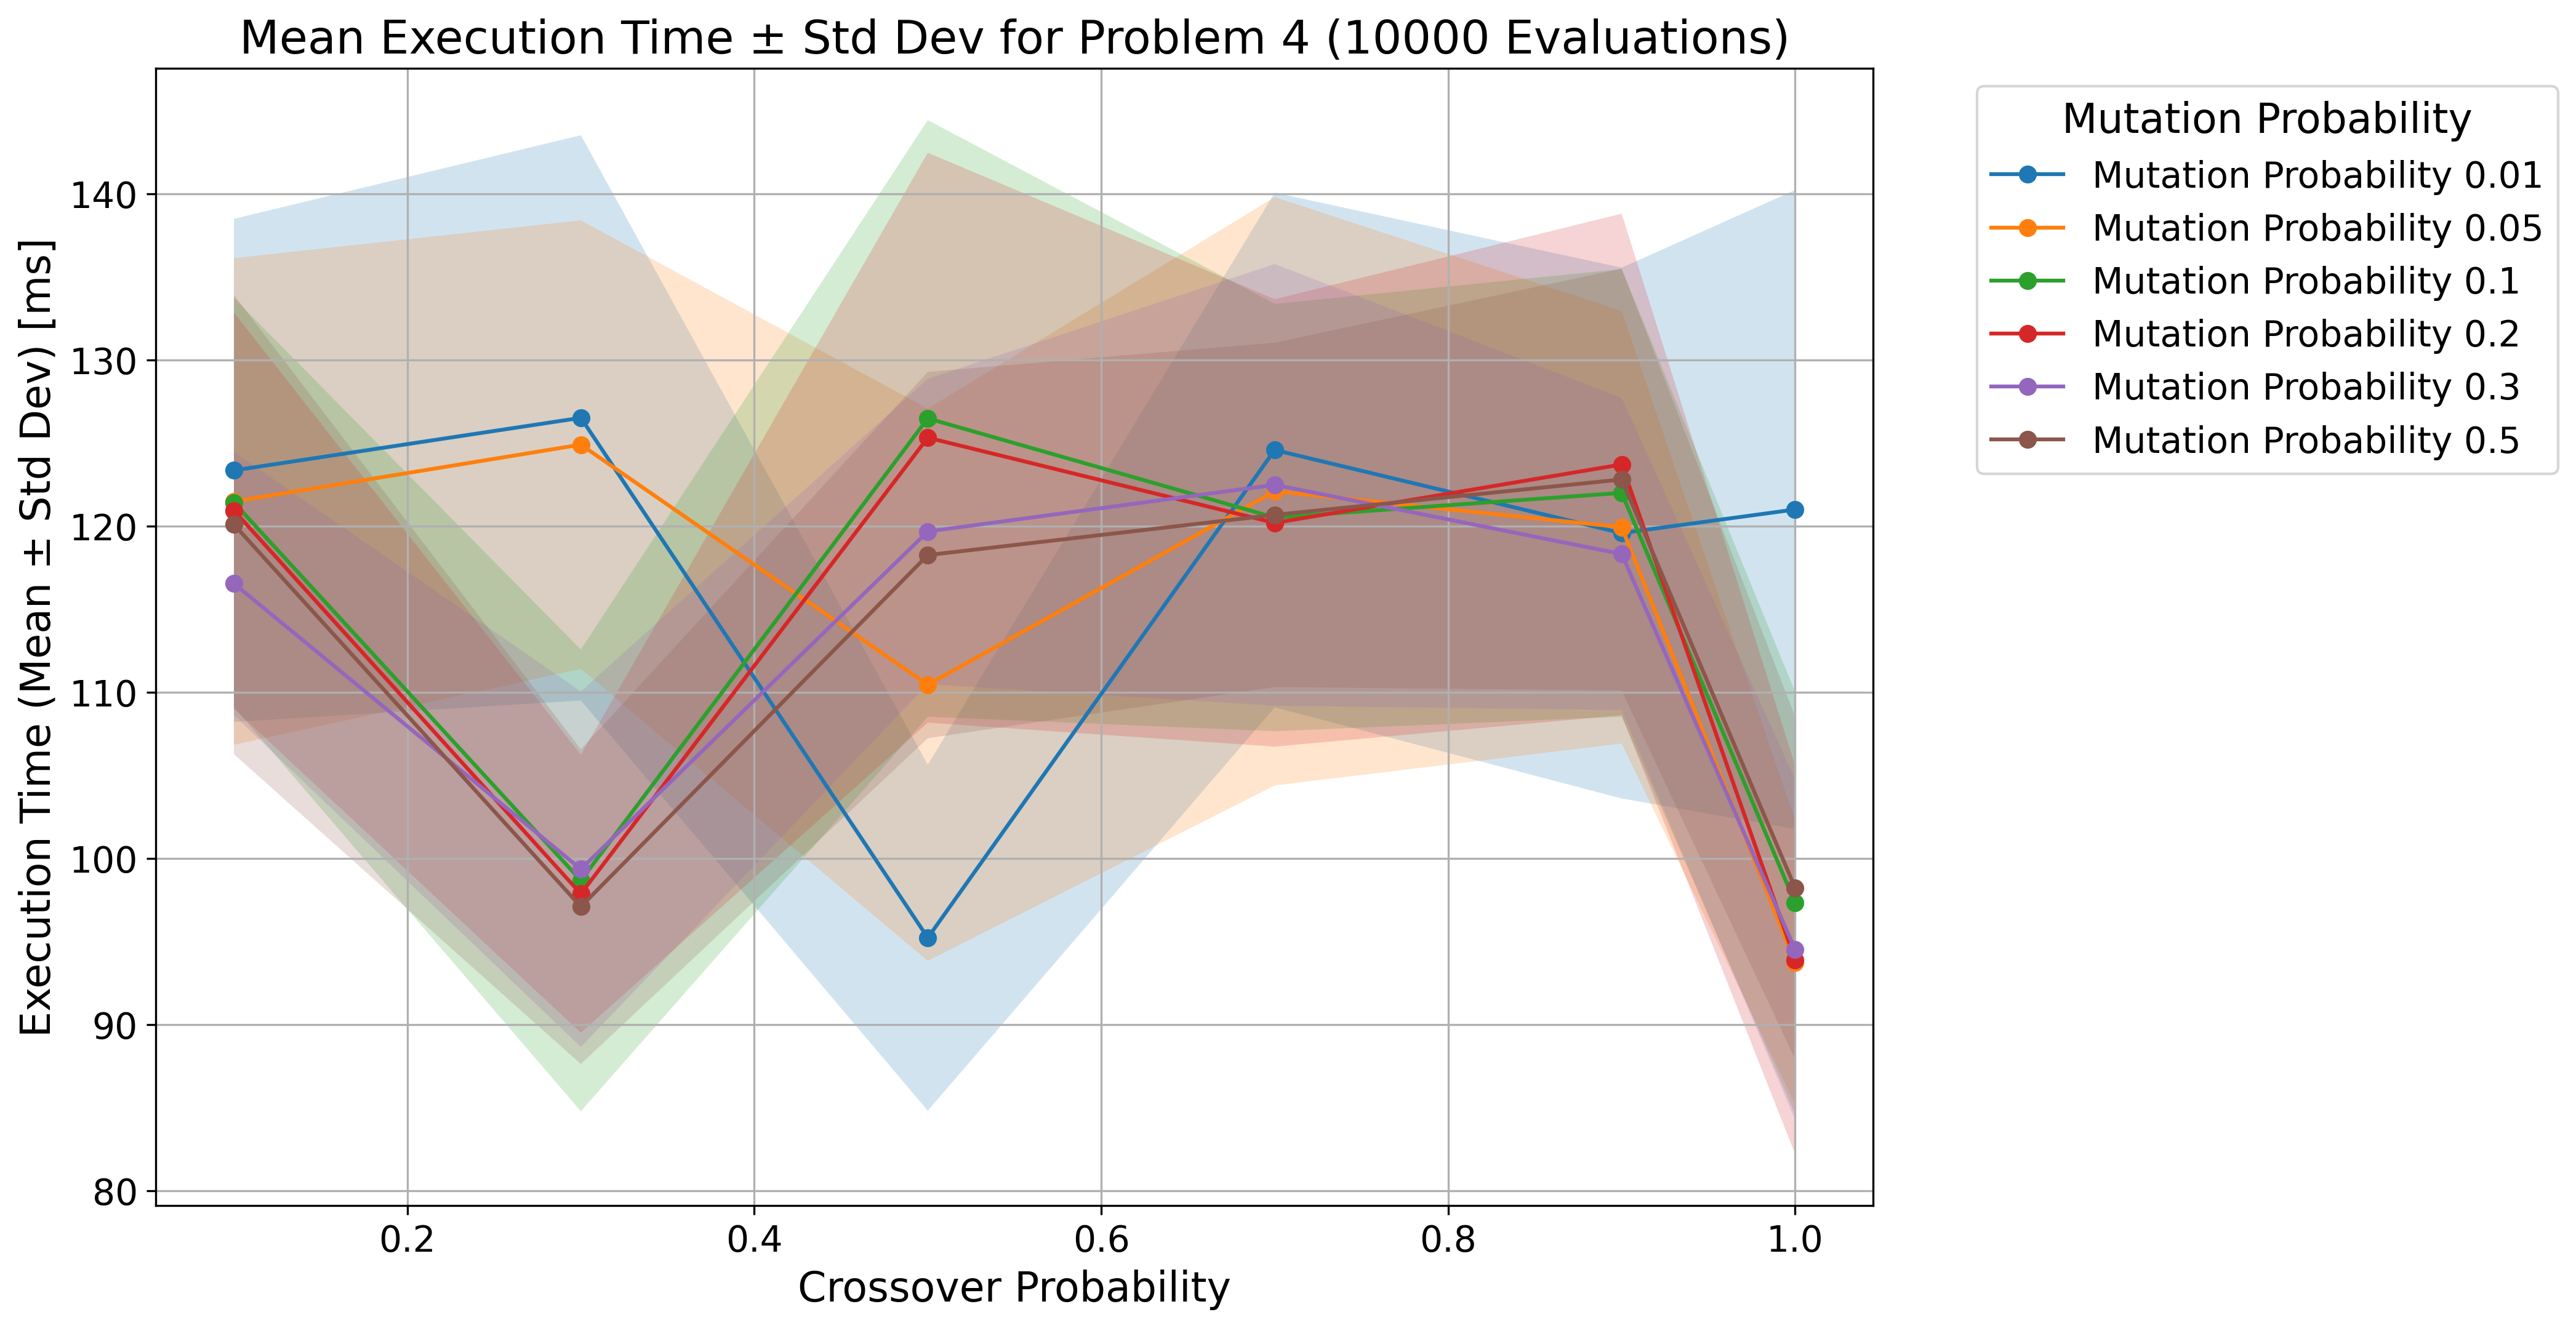 Mean Execution Time ± Std Dev for Problem 4 (10000 Evaluations)
Execution Time (Mean ± Std Dev) [ms]
140
130
120
110
100
90
80
0.2
0.4
0.6
0.8
1.0
Crossover Probability
Mutation Probability
Mutation Probability 0.01
Mutation Probability 0.05
Mutation Probability 0.1
Mutation Probability 0.2
Mutation Probability 0.3
Mutation Probability 0.5